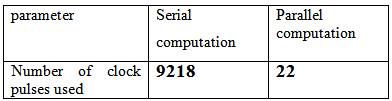 parameter
Serial
computation
Parallel
computation
Number of clock
pulses used
9218
22